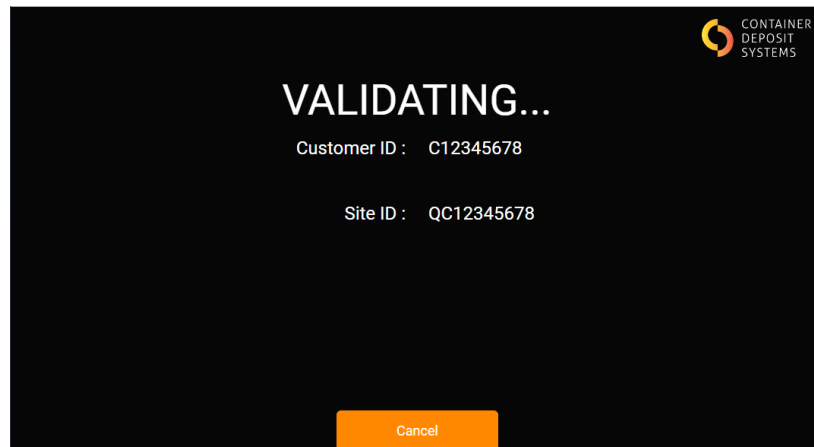 CONTAINER
DEPOSIT
SYSTEMS
VALIDATING...
Customer ID : C12345678
Site ID : QC12345678
Cancel